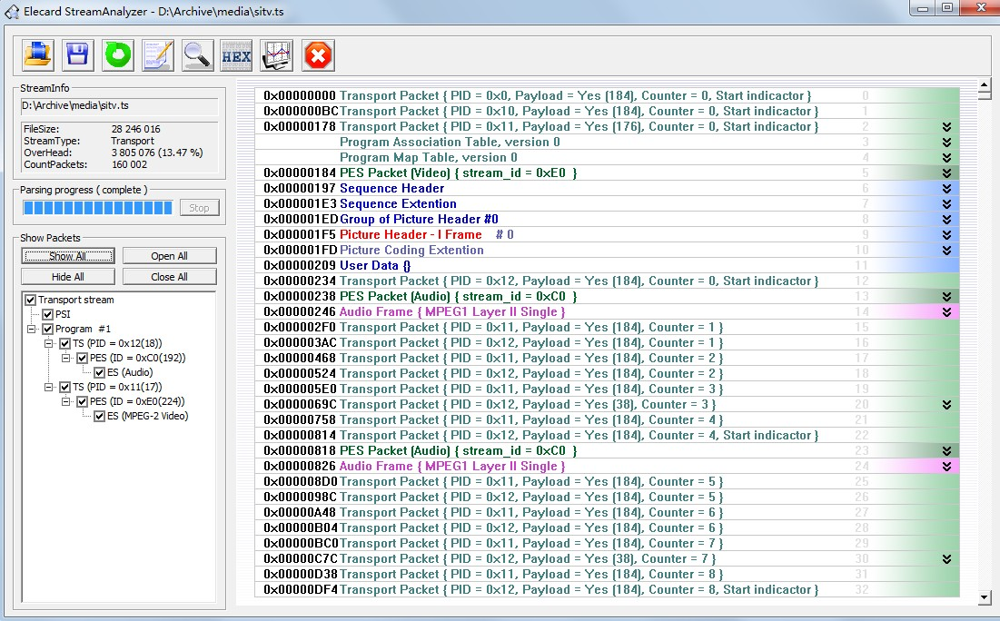 Elecard StreamAnalyzer - D:\Archive\media\sitv.ts
HEX
StreamInfo
D:\Archive\media\sitv.ts
FileSize: 28 246 016
StreamType: Transport
OverHead: 3 805 076 (13.47 %)
CountPackets: 160 002
Parsing progress ( complete )
Stop
Show Packets
Show All Open All
Hide All Close All
Transport stream
PSI
Program #1
TS (PID = 0x12(18))
PES (ID = 0xC0(192))
ES (Audio)
TS (PID = 0x11(17))
PES (ID = 0xE0(224))
ES (MPEG-2 Video)
0x00000000 Transport Packet { PID = 0x0, Payload = Yes (184), Counter = 0, Start indicactor } 0
0x000000BC Transport Packet { PID = 0x10, Payload = Yes (184), Counter = 0, Start indicactor } 1
0x00000178 Transport Packet { PID = 0x11, Payload = Yes (176), Counter = 0, Start indicactor } 2
Program Association Table, version 0 3
Program Map Table, version 0 4
0x00000184 PES Packet (Video) { stream_id = 0xE0 } 5
0x00000197 Sequence Header 6
0x000001E3 Sequence Extention 7
0x000001ED Group of Picture Header #0 8
0x000001F5 Picture Header - I Frame # 0 9
0x000001FD Picture Coding Extention 10
0x00000209 User Data {} 11
0x00000234 Transport Packet { PID = 0x12, Payload = Yes (184), Counter = 0, Start indicactor } 12
0x00000238 PES Packet (Audio) { stream_id = 0xC0 } 13
0x00000246 Audio Frame { MPEG1 Layer II Single } 14
0x000002F0 Transport Packet { PID = 0x11, Payload = Yes (184), Counter = 1 } 15
0x000003AC Transport Packet { PID = 0x12, Payload = Yes (184), Counter = 1 } 16
0x00000468 Transport Packet { PID = 0x11, Payload = Yes (184), Counter = 2 } 17
0x00000524 Transport Packet { PID = 0x12, Payload = Yes (184), Counter = 2 } 18
0x000005E0 Transport Packet { PID = 0x11, Payload = Yes (184), Counter = 3 } 19
0x0000069C Transport Packet { PID = 0x12, Payload = Yes (38), Counter = 3 } 20
0x00000758 Transport Packet { PID = 0x11, Payload = Yes (184), Counter = 4 } 21
0x00000814 Transport Packet { PID = 0x12, Payload = Yes (184), Counter = 4, Start indicactor } 22
0x00000818 PES Packet (Audio) { stream_id = 0xC0 } 23
0x00000826 Audio Frame { MPEG1 Layer II Single } 24
0x000008D0 Transport Packet { PID = 0x11, Payload = Yes (184), Counter = 5 } 25
0x0000098C Transport Packet { PID = 0x12, Payload = Yes (184), Counter = 5 } 26
0x00000A48 Transport Packet { PID = 0x11, Payload = Yes (184), Counter = 6 } 27
0x00000B04 Transport Packet { PID = 0x12, Payload = Yes (184), Counter = 6 } 28
0x00000BC0 Transport Packet { PID = 0x11, Payload = Yes (184), Counter = 7 } 29
0x00000C7C Transport Packet { PID = 0x12, Payload = Yes (38), Counter = 7 } 30
0x00000D38 Transport Packet { PID = 0x11, Payload = Yes (184), Counter = 8 } 31
0x00000DF4 Transport Packet { PID = 0x12, Payload = Yes (184), Counter = 8, Start indicactor } 32